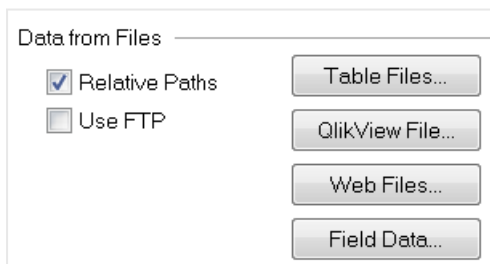 Data from Files
Relative Paths
Table Files...
Use FTP
QlikView File...
Web Files...
Field Data...